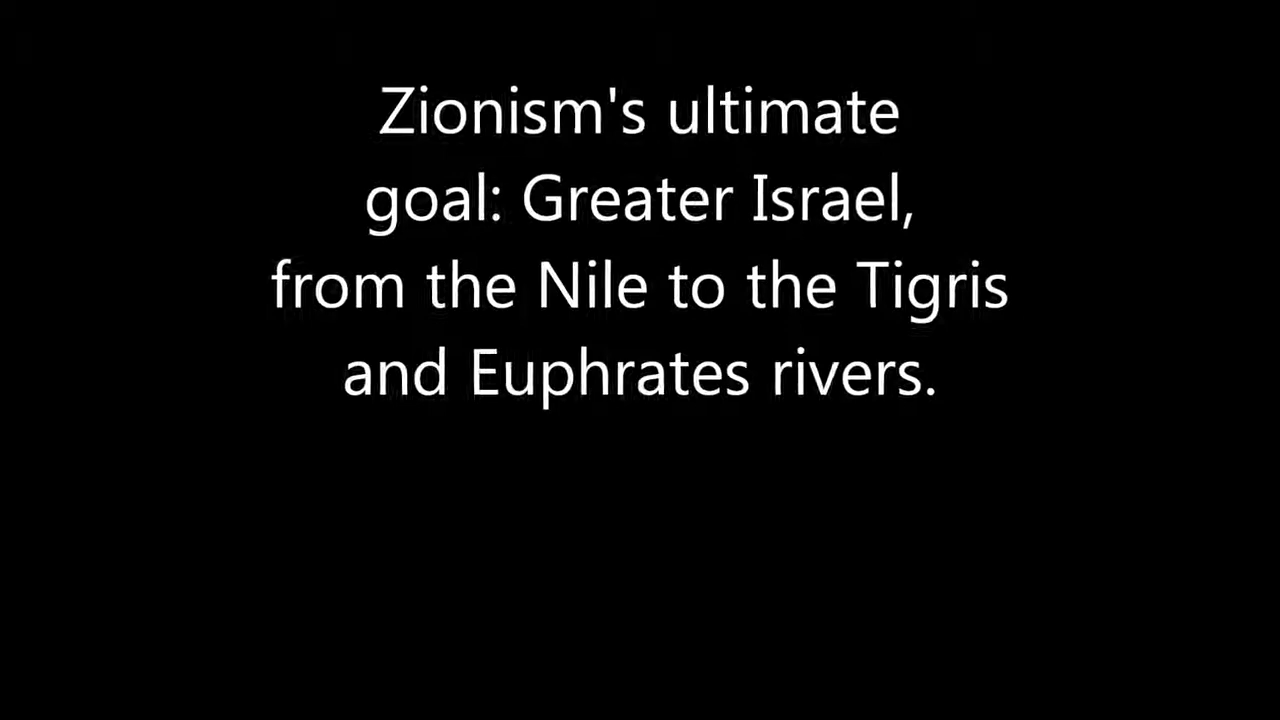 Zionism's ultimate
goal: Greater Israel,
from the Nile to the Tigris
and Euphrates rivers.